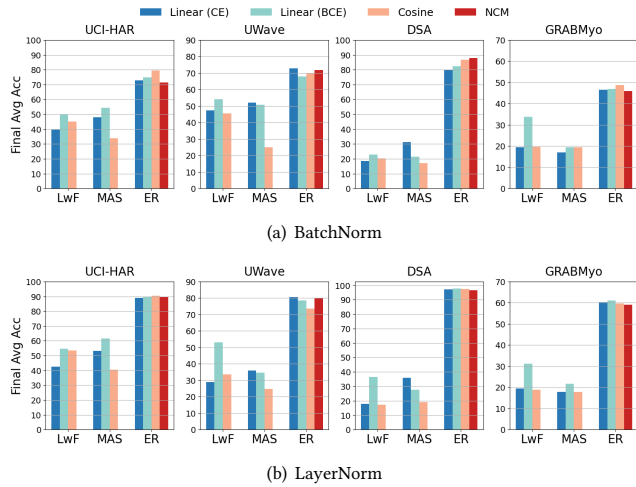 Linear (CE) Linear (BCE) Cosine NCM
UCI-HAR UWave DSA GRABMyo
Final Avg Acc
100 90 80 70 60 50 40 30 20 10 0
90 80 70 60 50 40 30 20 10 0
100 90 80 70 60 50 40 30 20 10 0
70 60 50 40 30 20 10 0
LwF MAS ER LwF MAS ER LwF MAS ER LwF MAS ER
(a) BatchNorm
UCI-HAR UWave DSA GRABMyo
Final Avg Acc
100 90 80 70 60 50 40 30 20 10 0
90 80 70 60 50 40 30 20 10 0
100 90 80 70 60 50 40 30 20 10 0
70 60 50 40 30 20 10 0
LwF MAS ER LwF MAS ER LwF MAS ER LwF MAS ER
(b) LayerNorm